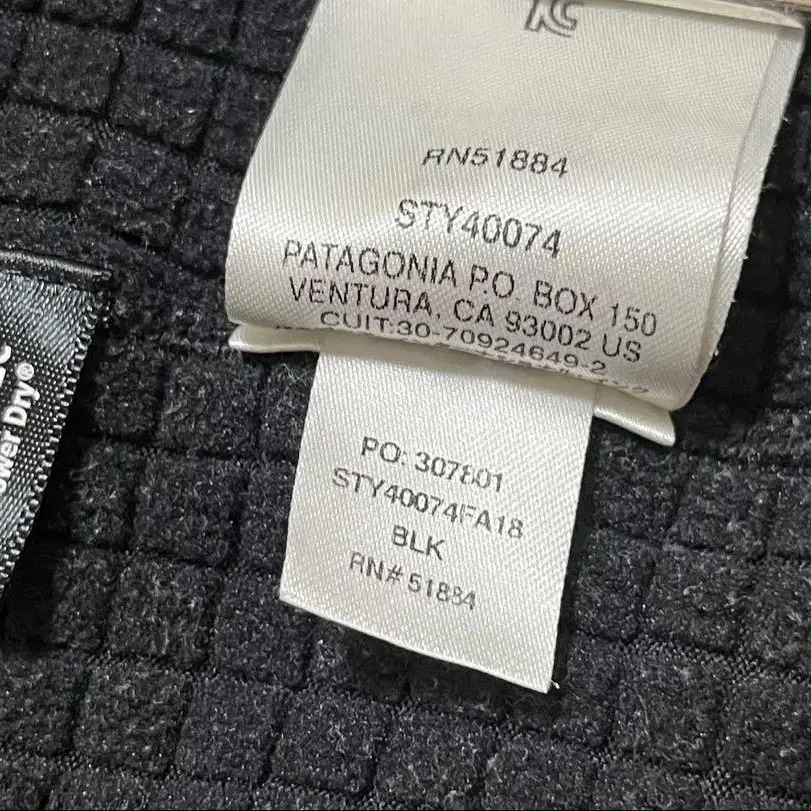 RN51884
STY40074
PATAGONIA P.O. BOX 150
VENTURA, CA 93002 US
CUIT:30-70924649-2
PO: 307801
STY40074FA18
BLK
RN# 51884
Dry®